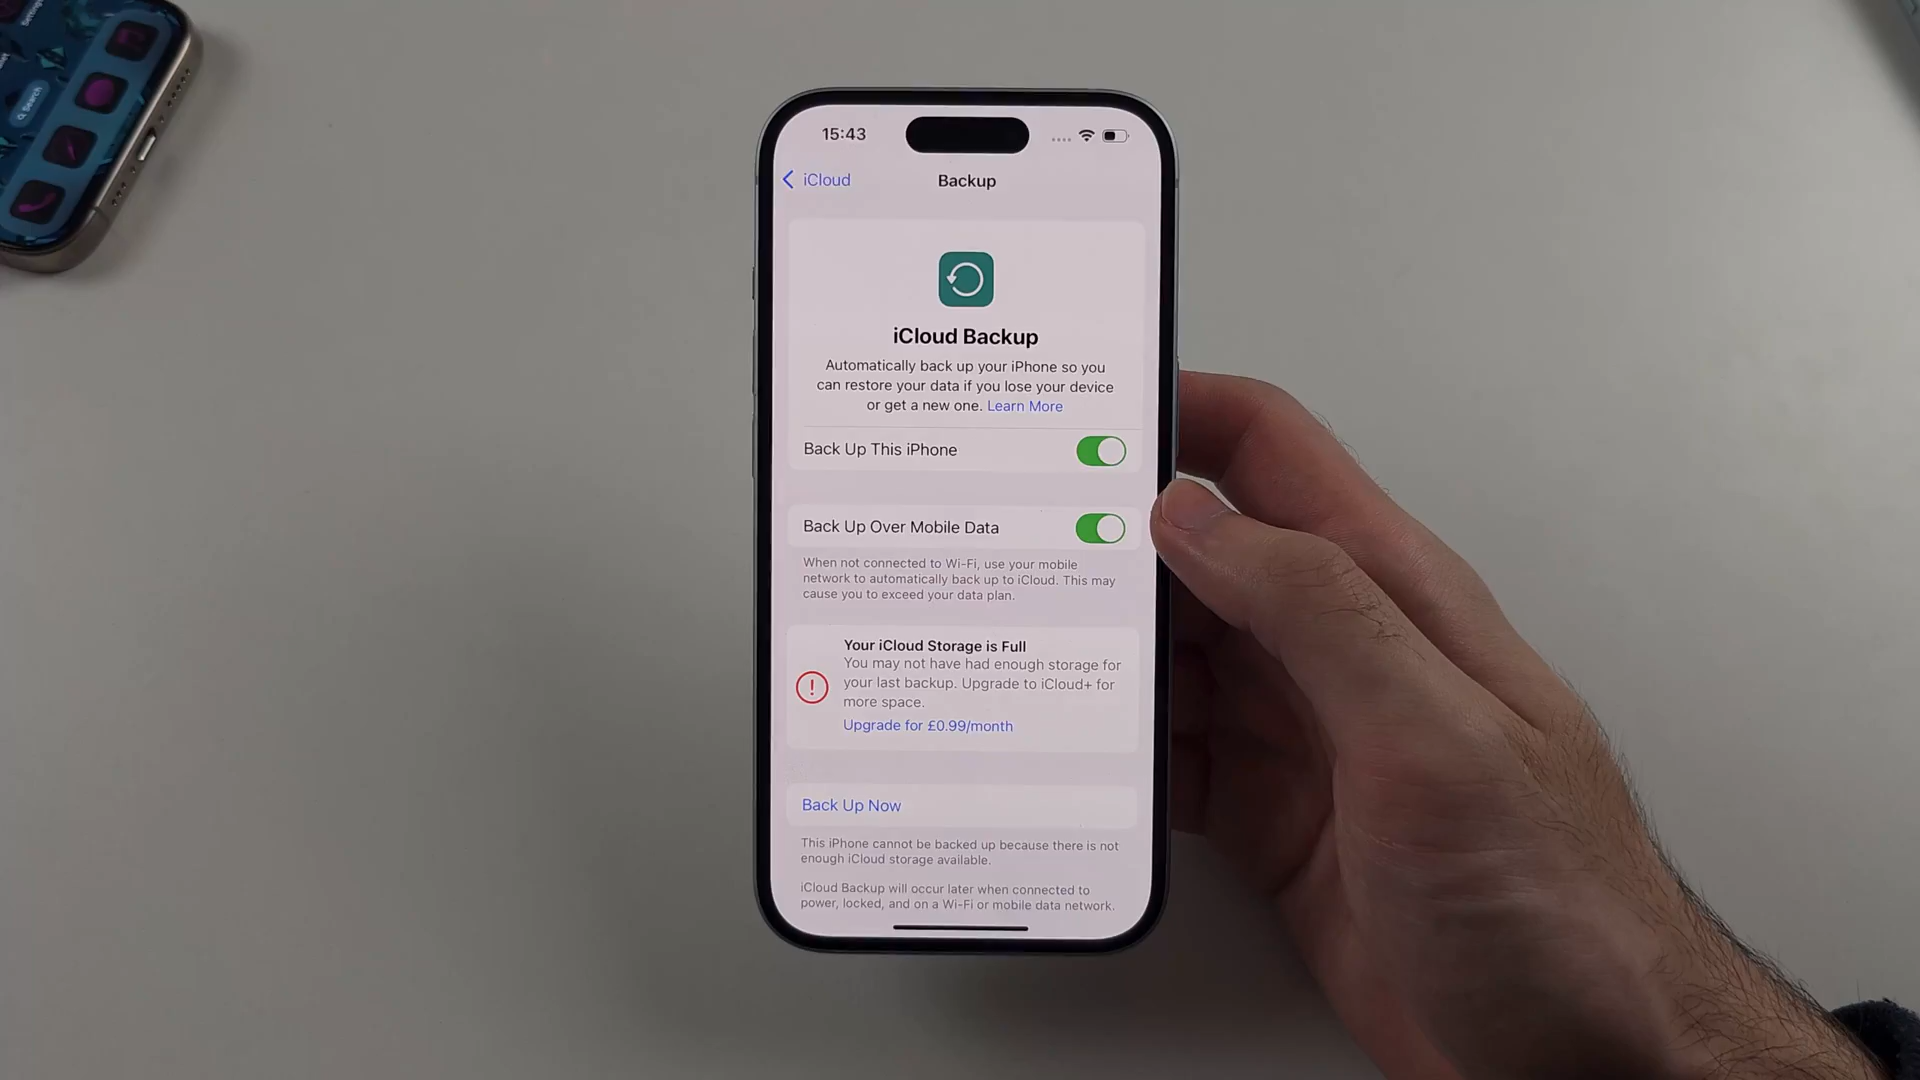 Search
15:43
iCloud
Backup
iCloud Backup
Automatically back up your iPhone so you
can restore your data if you lose your device
or get a new one. Learn More
Back Up This iPhone
Back Up Over Mobile Data
When not connected to Wi-Fi, use your mobile
network to automatically back up to iCloud. This may
cause you to exceed your data plan.
Your iCloud Storage is Full
You may not have had enough storage for
your last backup. Upgrade to iCloud+ for
more space.
Upgrade for £0.99/month
Back Up Now
This iPhone cannot be backed up because there is not
enough iCloud storage available.
iCloud Backup will occur later when connected to
power, locked, and on a Wi-Fi or mobile data network.